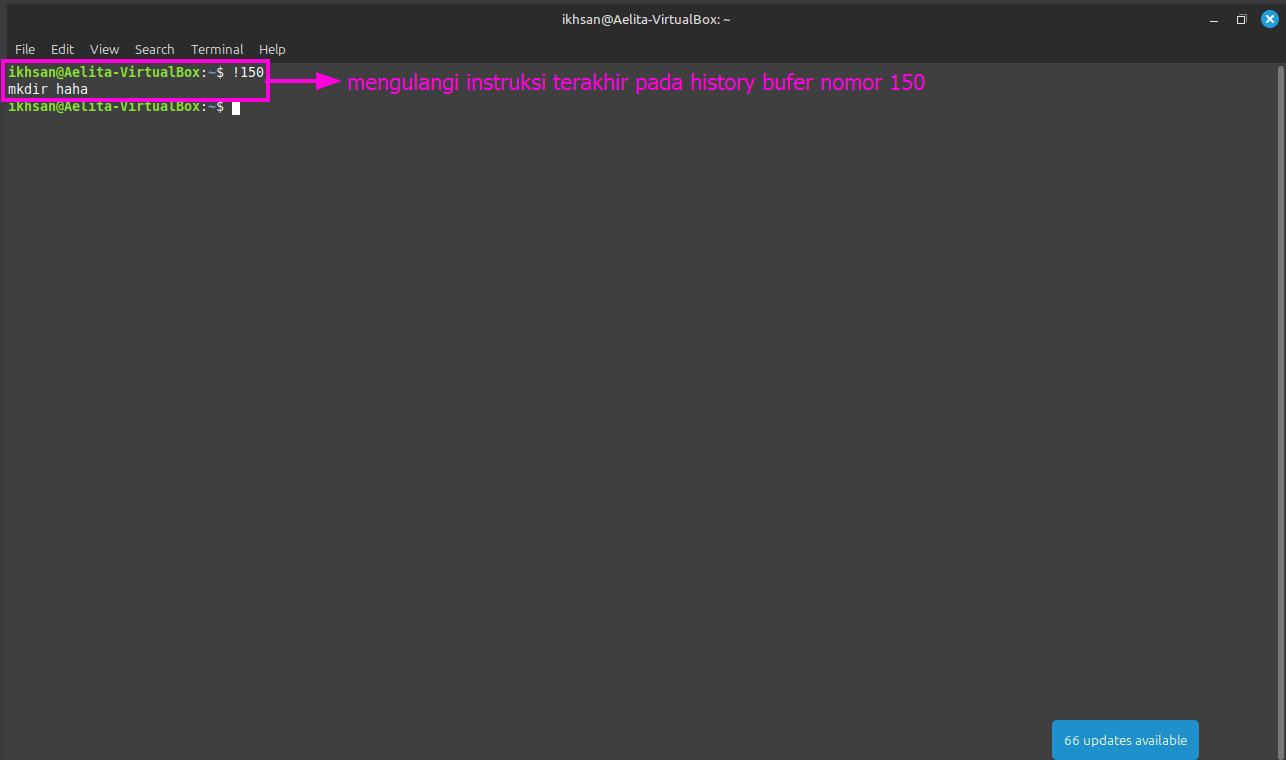 ikhsan@Aelita-VirtualBox: ~
File Edit View Search Terminal Help
ikhsan@Aelita-VirtualBox:~$ !150
mkdir haha
mengulangi instruksi terakhir pada history bufer nomor 150
ikhsan@Aelita-VirtualBox:~$
66 updates available